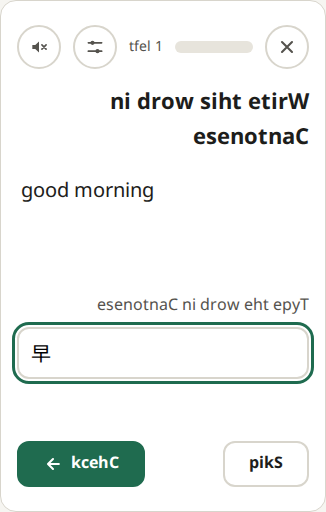 tfel 1
ni drow siht etirW
esenotnaC
good morning
esenotnaC ni drow eht epyT
早
kcehC
pikS